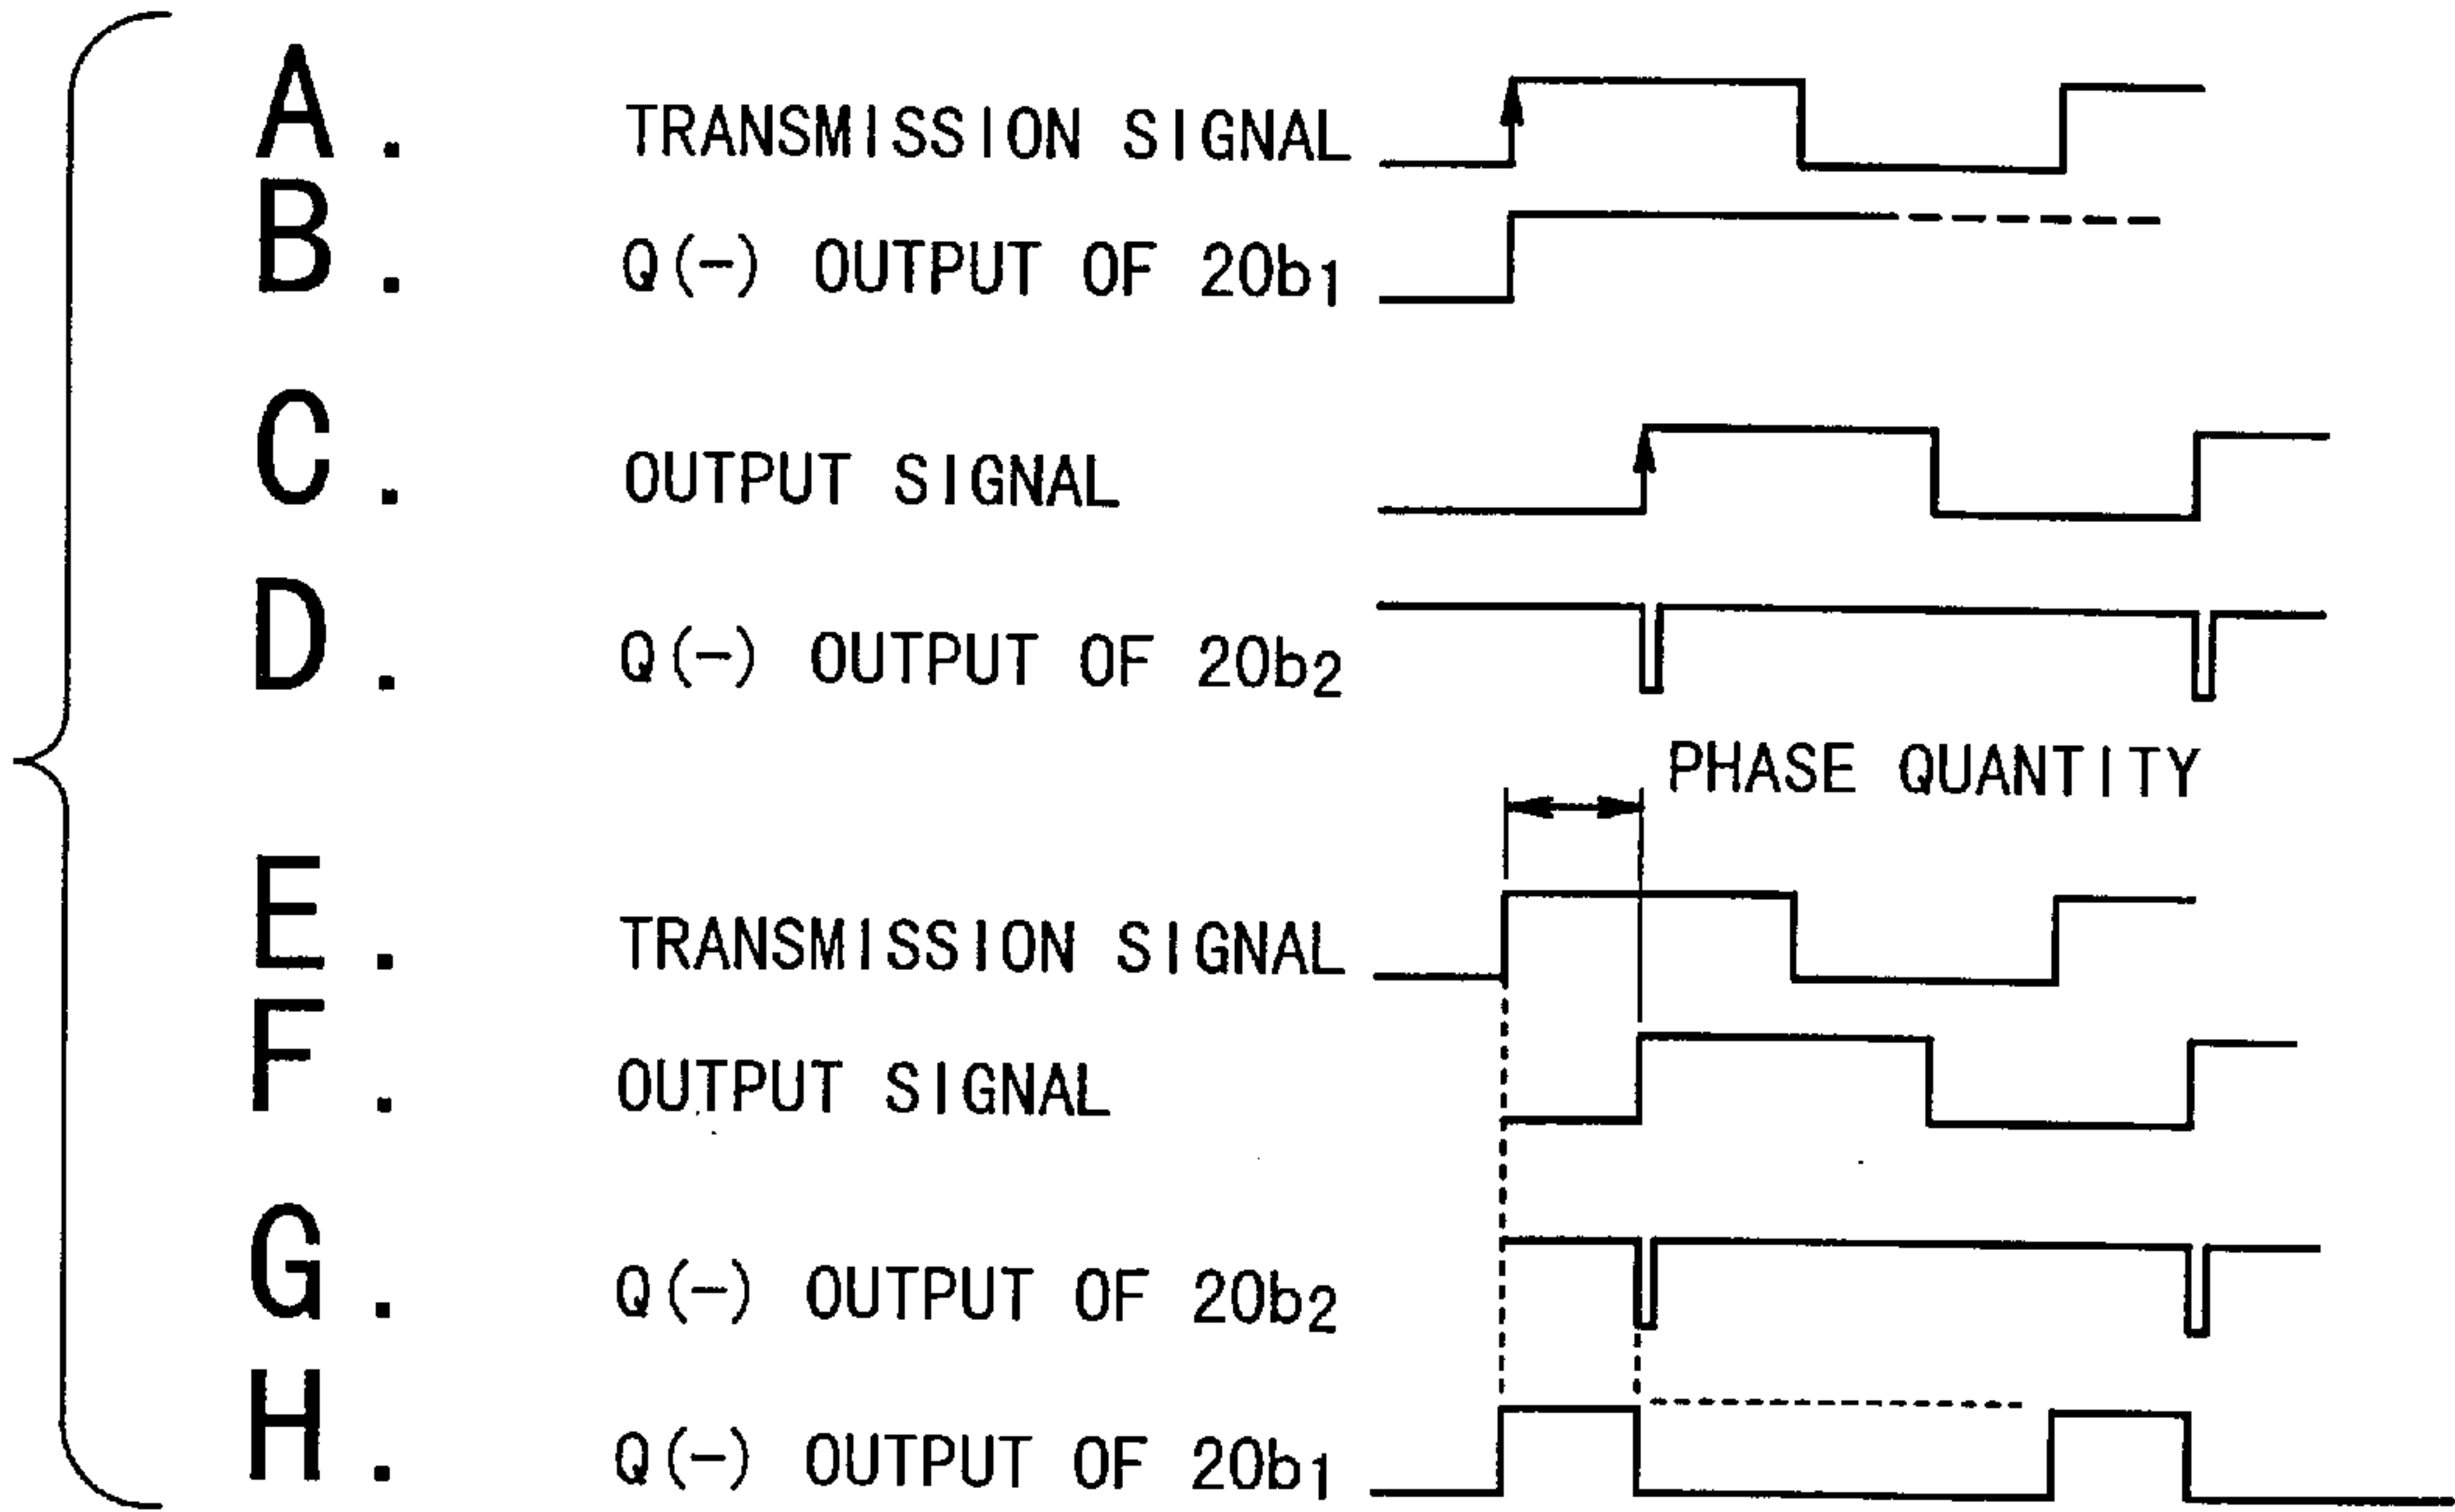 A. TRANSMISSION SIGNAL
B. Q(-) OUTPUT OF 20b1
C. OUTPUT SIGNAL
D. Q(-) OUTPUT OF 20b2
PHASE QUANTITY
E. TRANSMISSION SIGNAL
F. OUTPUT SIGNAL
G. Q(-) OUTPUT OF 20b2
H. Q(-) OUTPUT OF 20b1